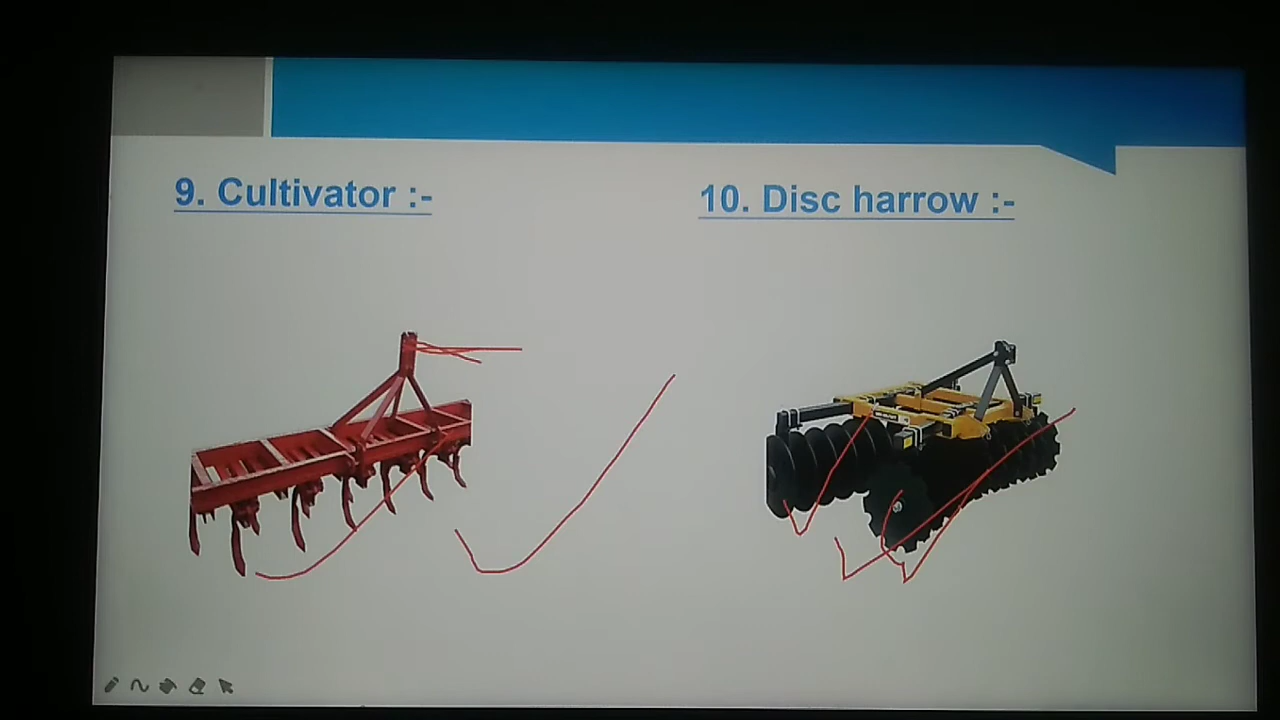 9. Cultivator :-
10. Disc harrow :-